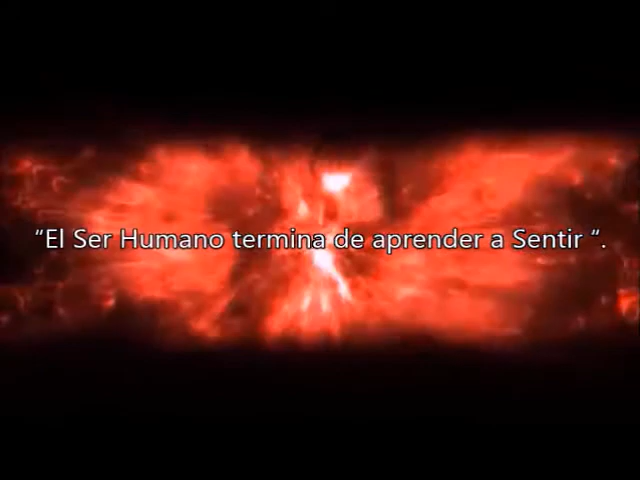 “El Ser Humano termina de aprender a Sentir “.